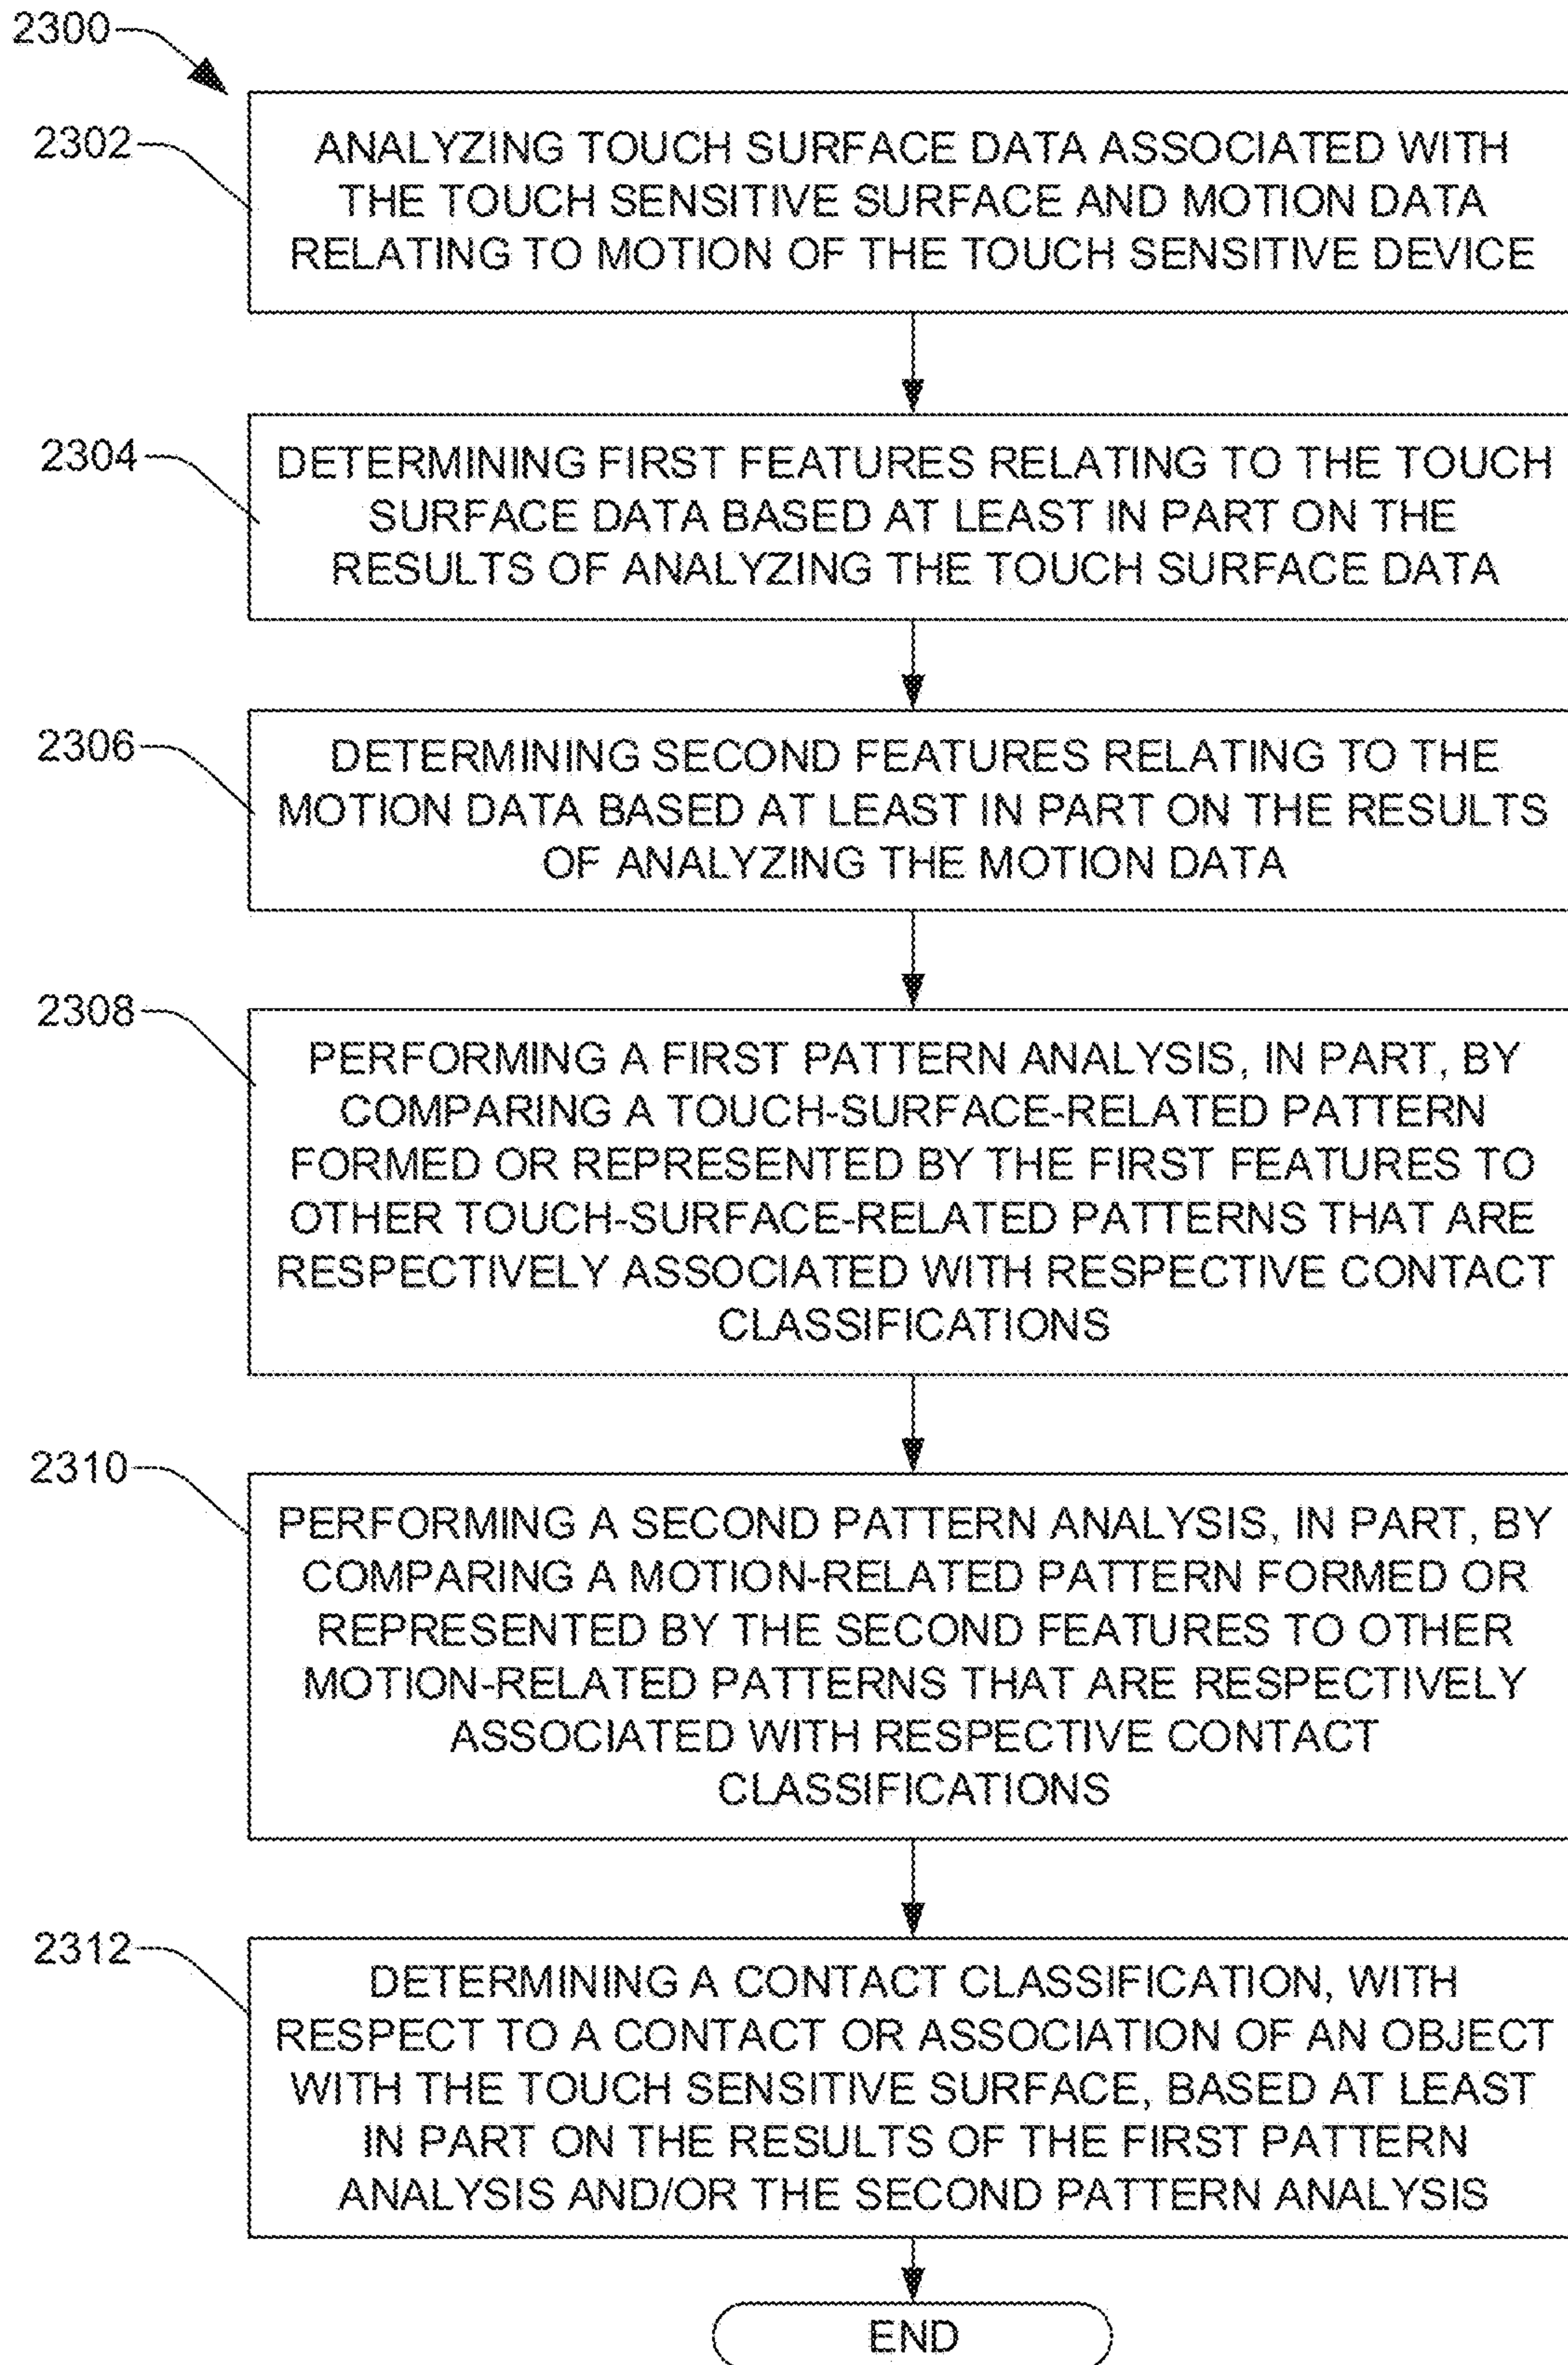 2300
2302
ANALYZING TOUCH SURFACE DATA ASSOCIATED WITH
THE TOUCH SENSITIVE SURFACE AND MOTION DATA
RELATING TO MOTION OF THE TOUCH SENSITIVE DEVICE
2304
DETERMINING FIRST FEATURES RELATING TO THE TOUCH
SURFACE DATA BASED AT LEAST IN PART ON THE
RESULTS OF ANALYZING THE TOUCH SURFACE DATA
2306
DETERMINING SECOND FEATURES RELATING TO THE
MOTION DATA BASED AT LEAST IN PART ON THE RESULTS
OF ANALYZING THE MOTION DATA
2308
PERFORMING A FIRST PATTERN ANALYSIS, IN PART, BY
COMPARING A TOUCH-SURFACE-RELATED PATTERN
FORMED OR REPRESENTED BY THE FIRST FEATURES TO
OTHER TOUCH-SURFACE-RELATED PATTERNS THAT ARE
RESPECTIVELY ASSOCIATED WITH RESPECTIVE CONTACT
CLASSIFICATIONS
2310
PERFORMING A SECOND PATTERN ANALYSIS, IN PART, BY
COMPARING A MOTION-RELATED PATTERN FORMED OR
REPRESENTED BY THE SECOND FEATURES TO OTHER
MOTION-RELATED PATTERNS THAT ARE RESPECTIVELY
ASSOCIATED WITH RESPECTIVE CONTACT
CLASSIFICATIONS
2312
DETERMINING A CONTACT CLASSIFICATION, WITH
RESPECT TO A CONTACT OR ASSOCIATION OF AN OBJECT
WITH THE TOUCH SENSITIVE SURFACE, BASED AT LEAST
IN PART ON THE RESULTS OF THE FIRST PATTERN
ANALYSIS AND/OR THE SECOND PATTERN ANALYSIS
END